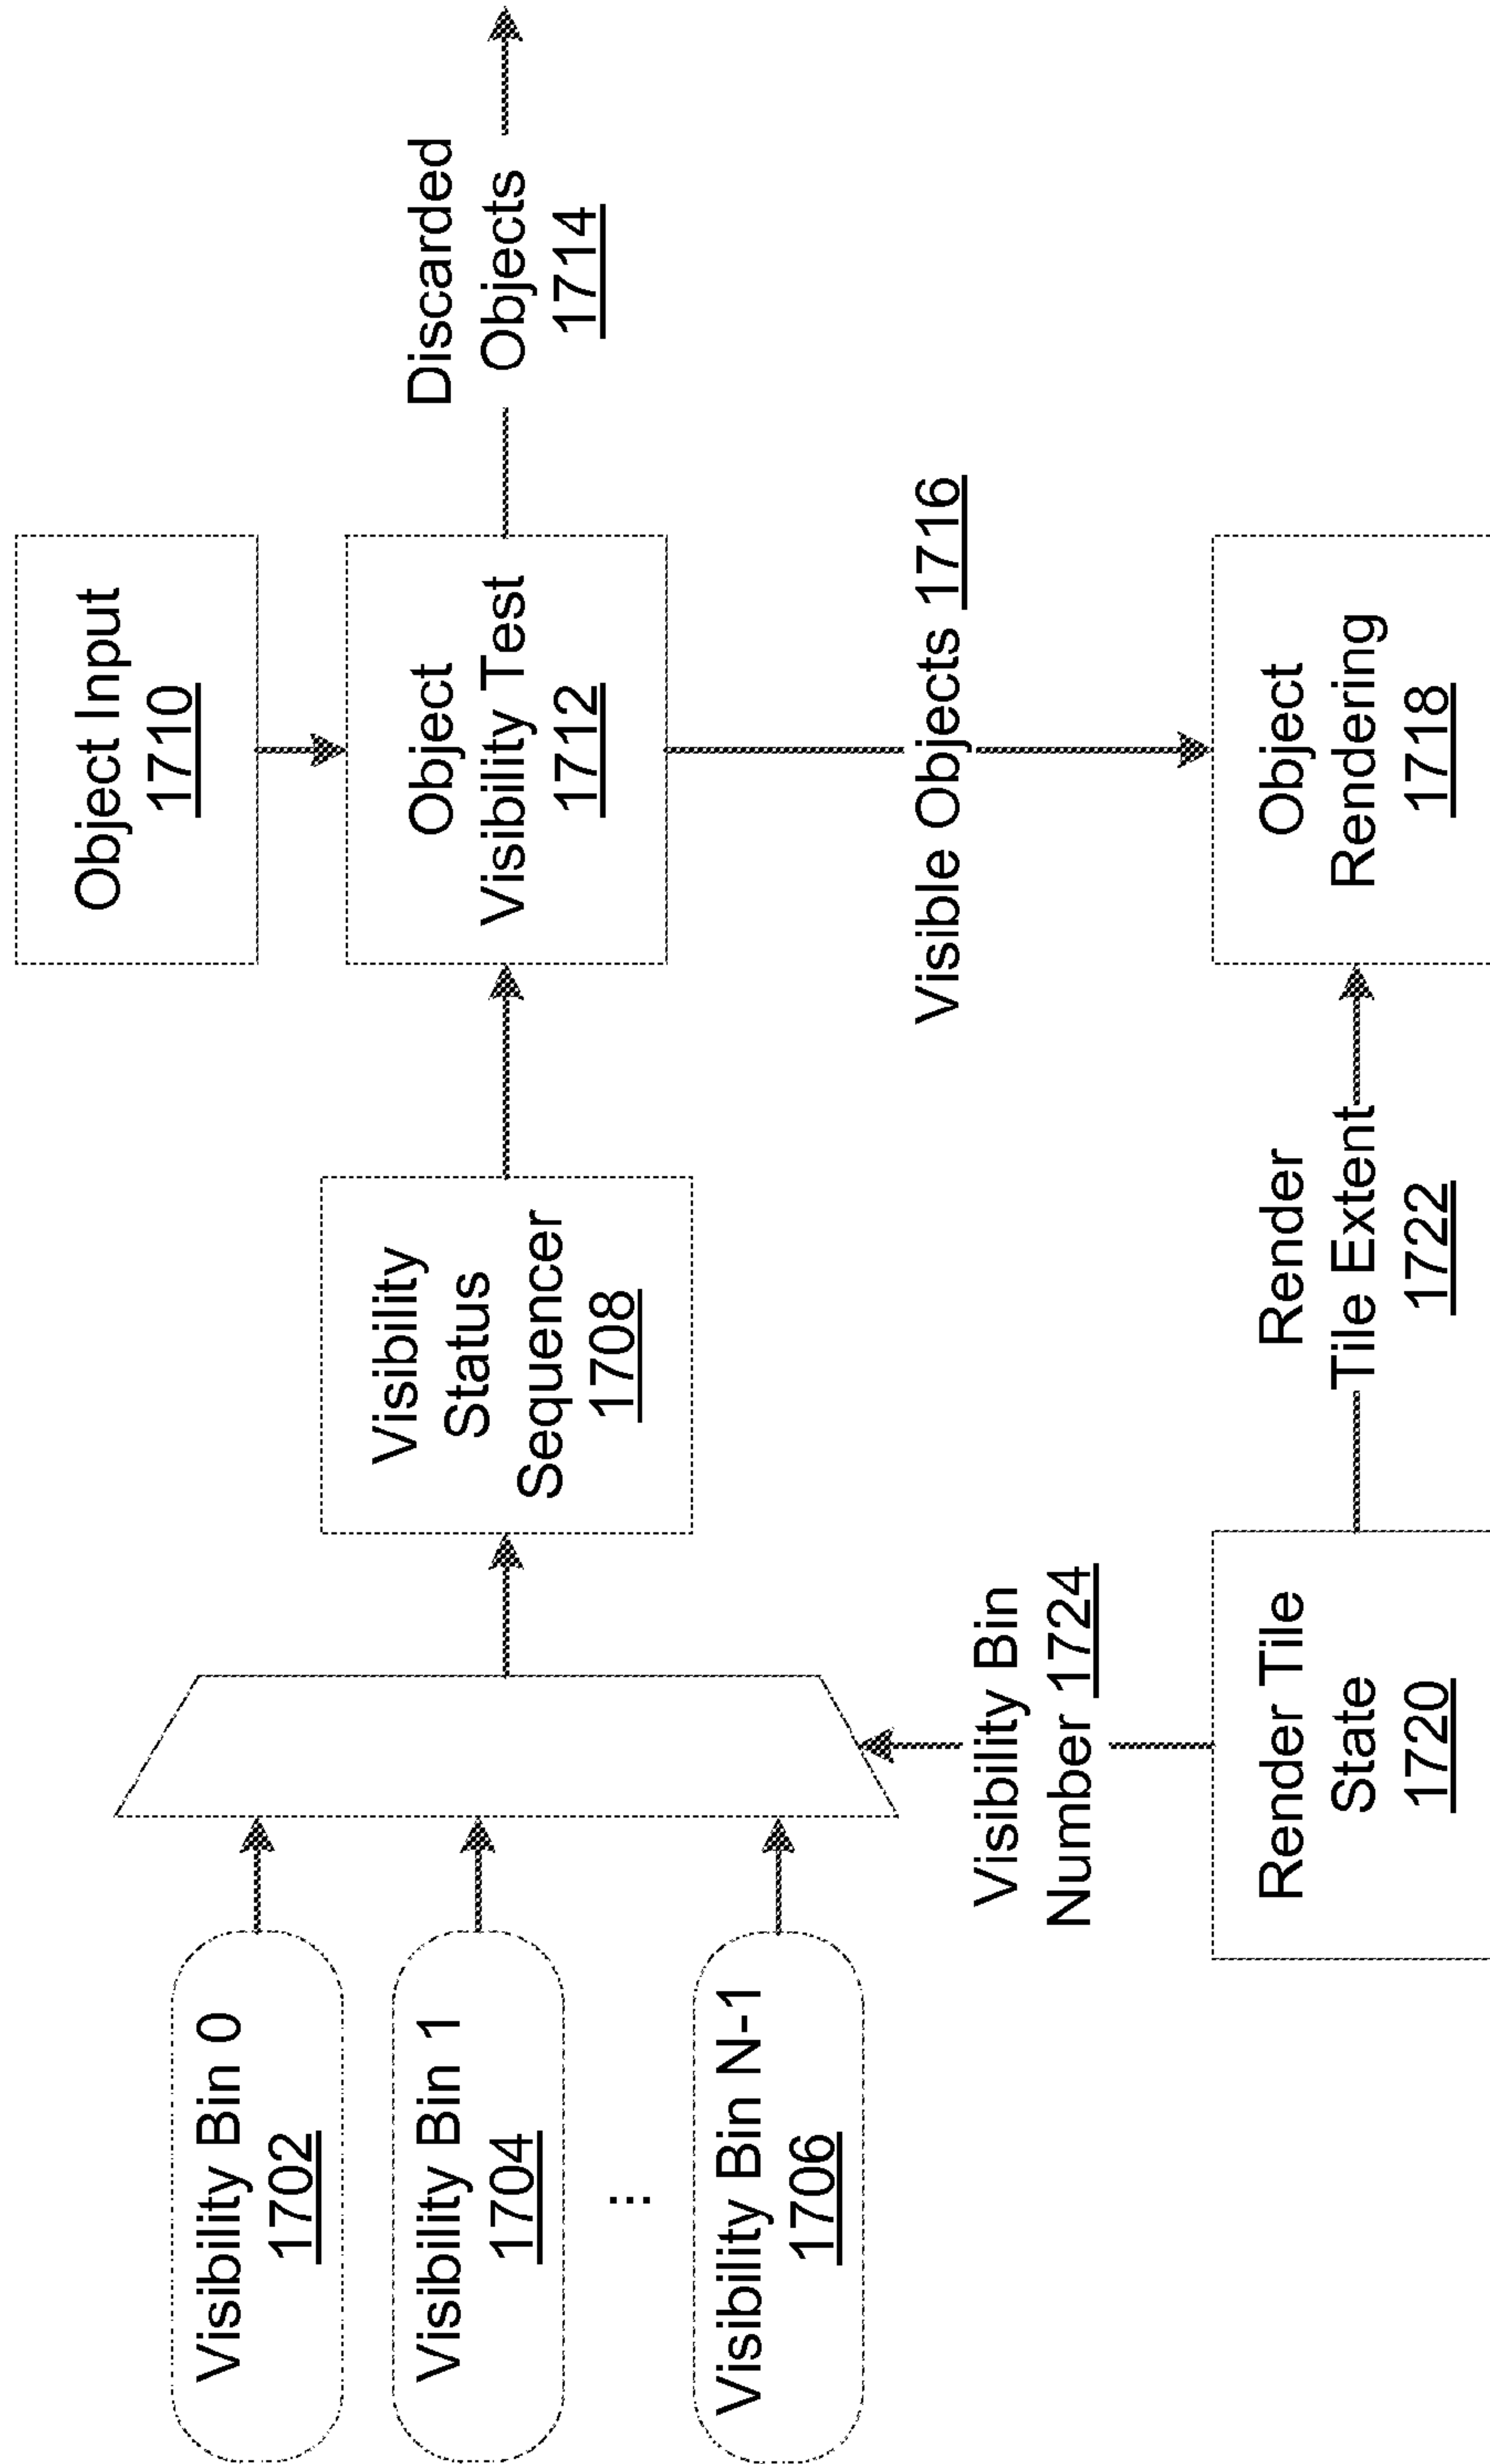 Visibility Bin 0
1702
Visibility Bin 1
1704
...
Visibility Bin N-1
1706
Visibility
Status
Sequencer
1708
Object Input
1710
Object
Visibility Test
1712
Discarded
Objects
1714
Visible Objects 1716
Visibility Bin
Number 1724
Render Tile
State
1720
Render
Tile Extent
1722
Object
Rendering
1718